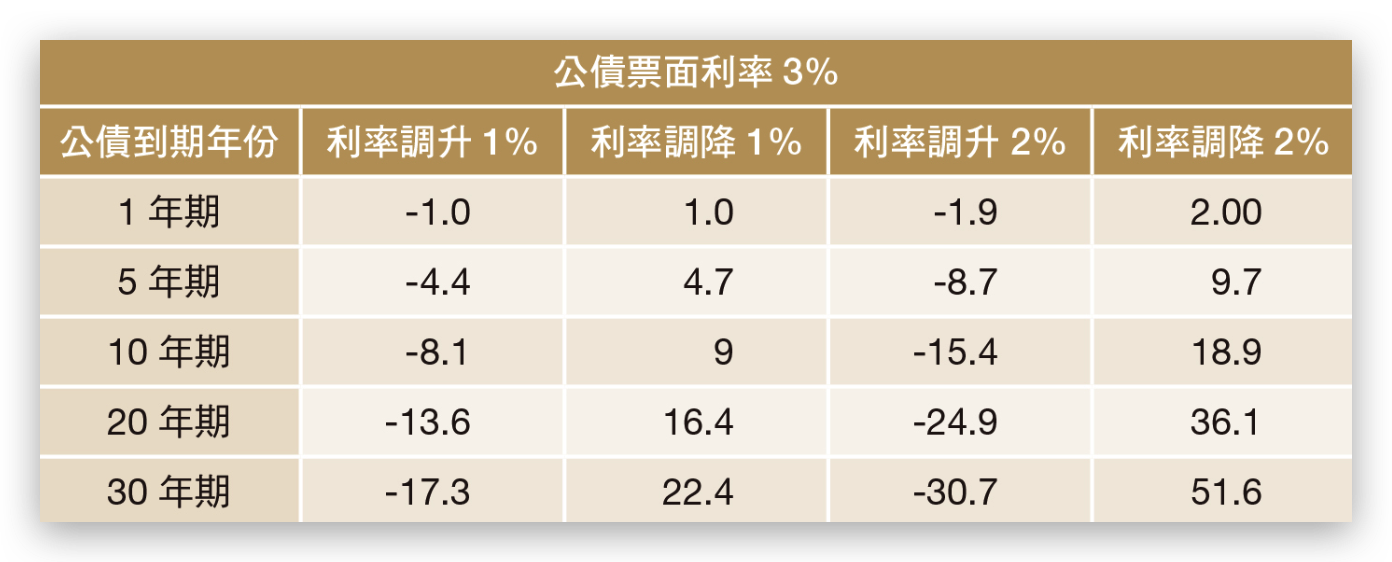 公債票面利率 3%
公債到期年份 利率調升 1% 利率調降 1% 利率調升 2% 利率調降 2%
1 年期 -1.0 1.0 -1.9 2.00
5 年期 -4.4 4.7 -8.7 9.7
10 年期 -8.1 9 -15.4 18.9
20 年期 -13.6 16.4 -24.9 36.1
30 年期 -17.3 22.4 -30.7 51.6